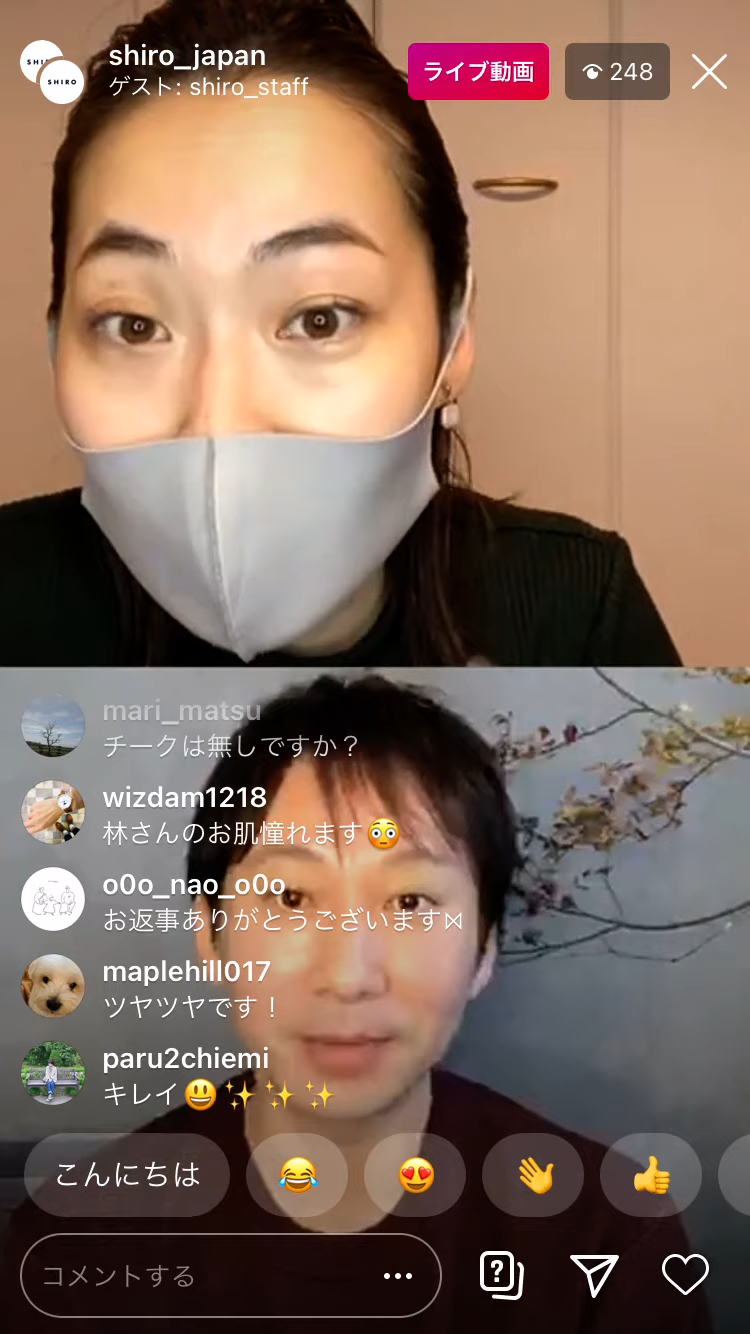 SHI
SHIRO
shiro_japan
ゲスト: shiro_staff
ライブ動画
248
mari_matsu
チークは無しですか？
wizdam1218
林さんのお肌憧れます😳
o0o_nao_o0o
お返事ありがとうございます⋈
maplehill017
ツヤツヤです！
paru2chiemi
キレイ😃✨✨✨
こんにちは 😂 😍 👋 👍
コメントする